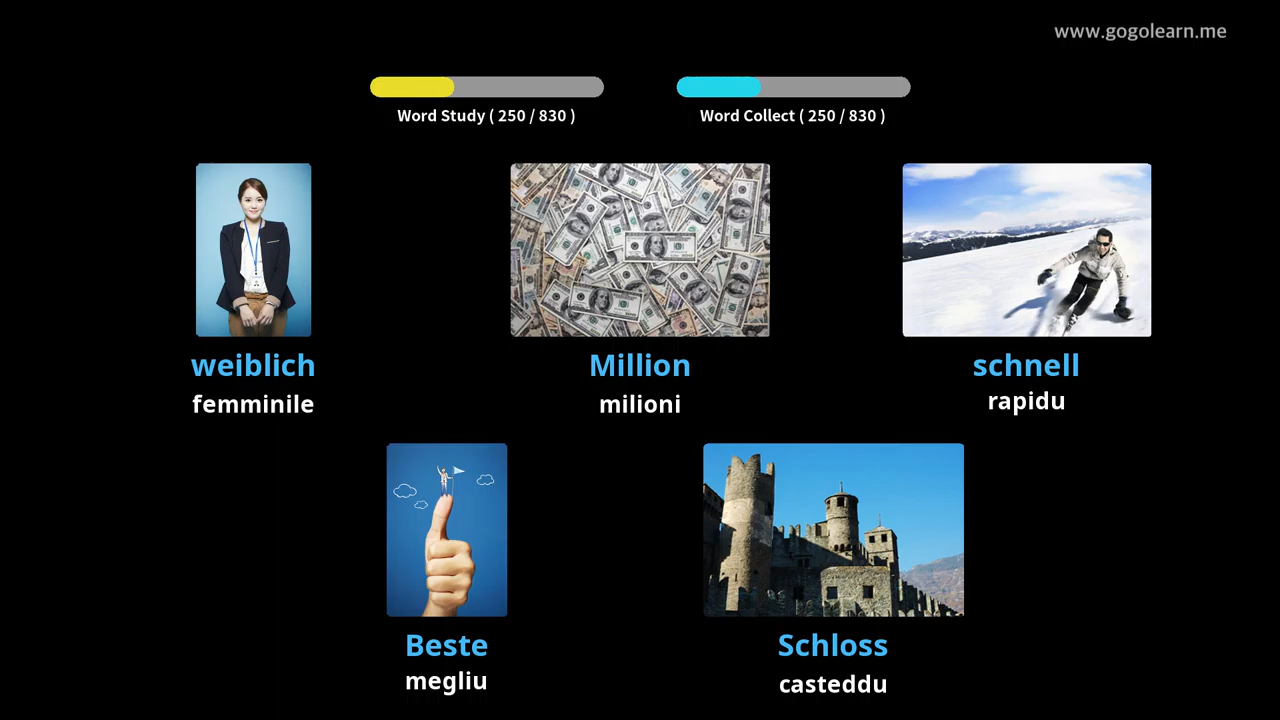 www.gogolearn.me
Word Study ( 250 / 830 )
Word Collect ( 250 / 830 )
weiblich
femminile
Million
milioni
schnell
rapidu
Beste
megliu
Schloss
casteddu